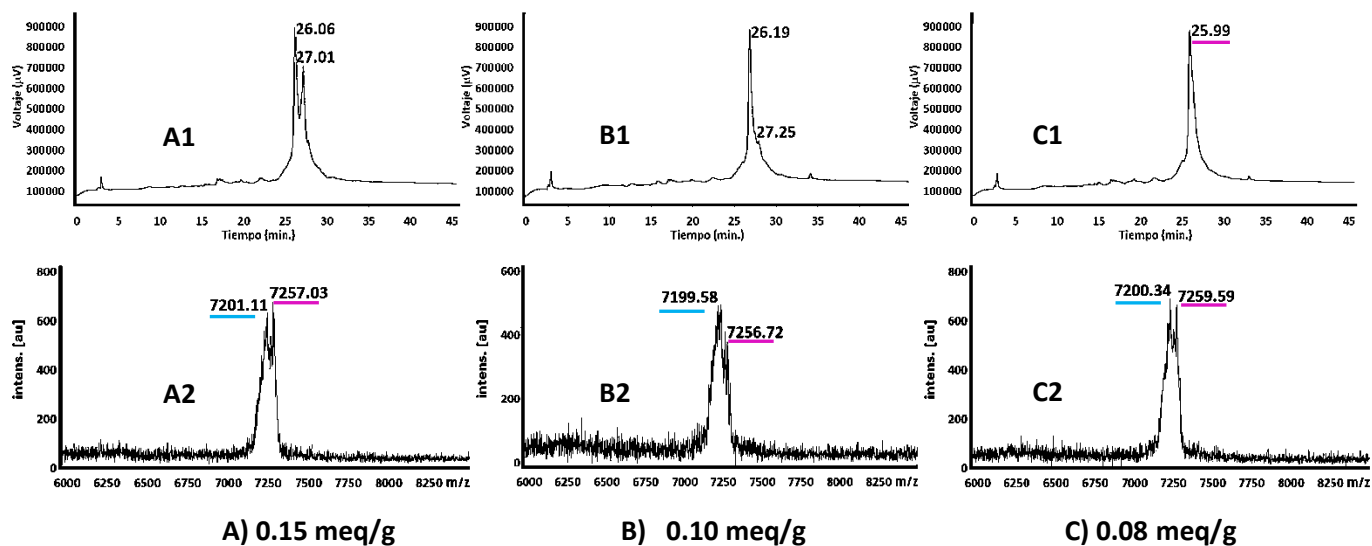 900000
800000
700000
600000
500000
400000
300000
200000
100000
Voltaje (µV)
26.06
27.01
A1
0 5 10 15 20 25 30 35 40 45
Tiempo (min.)
900000
800000
700000
600000
500000
400000
300000
200000
100000
Voltaje (µV)
26.19
27.25
B1
0 5 10 15 20 25 30 35 40 45
Tiempo (min.)
900000
800000
700000
600000
500000
400000
300000
200000
100000
Voltaje (µV)
25.99
C1
0 5 10 15 20 25 30 35 40 45
Tiempo (min.)
800
600
400
200
0
intens. [au]
7201.11
7257.03
A2
6000 6250 6500 6750 7000 7250 7500 7750 8000 8250 m/z
600
400
200
0
intens. [au]
7199.58
7256.72
B2
6000 6250 6500 6750 7000 7250 7500 7750 8000 8250 m/z
800
600
400
200
0
intens. [au]
7200.34
7259.59
C2
6000 6250 6500 6750 7000 7250 7500 7750 8000 8250 m/z
A) 0.15 meq/g
B) 0.10 meq/g
C) 0.08 meq/g